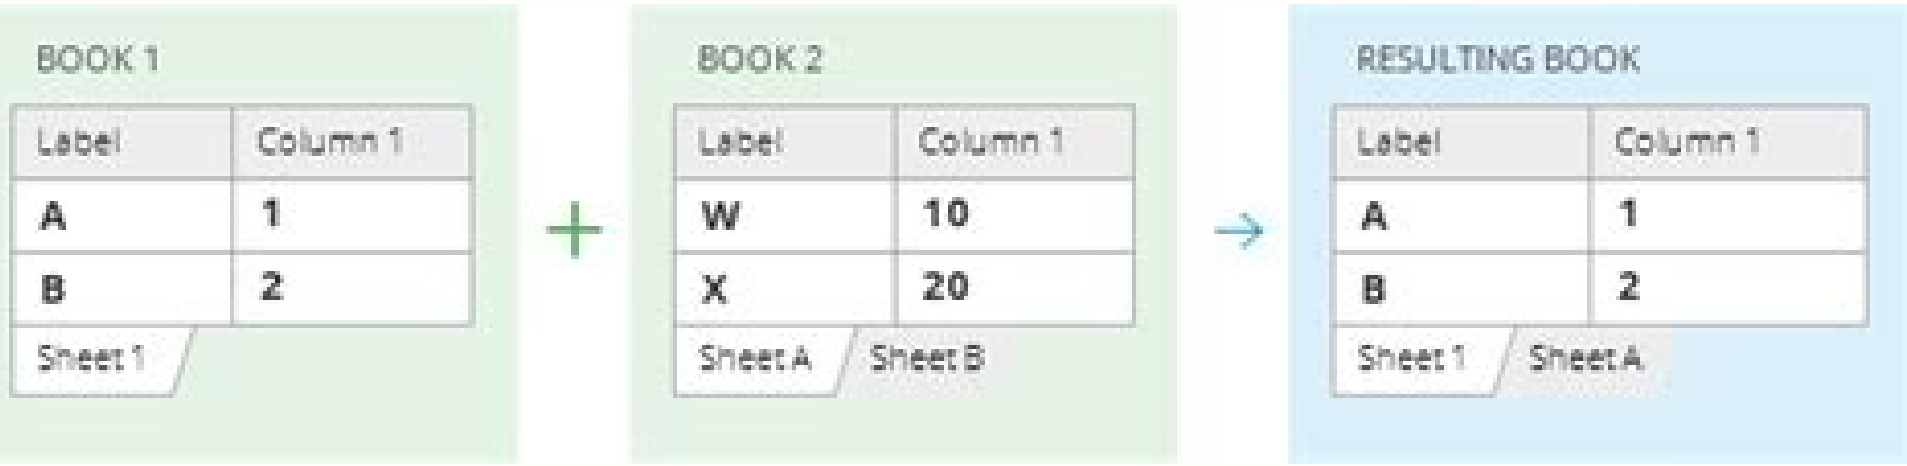 BOOK 1
Label Column 1
A 1
B 2
Sheet 1
+
BOOK 2
Label Column 1
W 10
X 20
Sheet A Sheet B
→
RESULTING BOOK
Label Column 1
A 1
B 2
Sheet 1 Sheet A